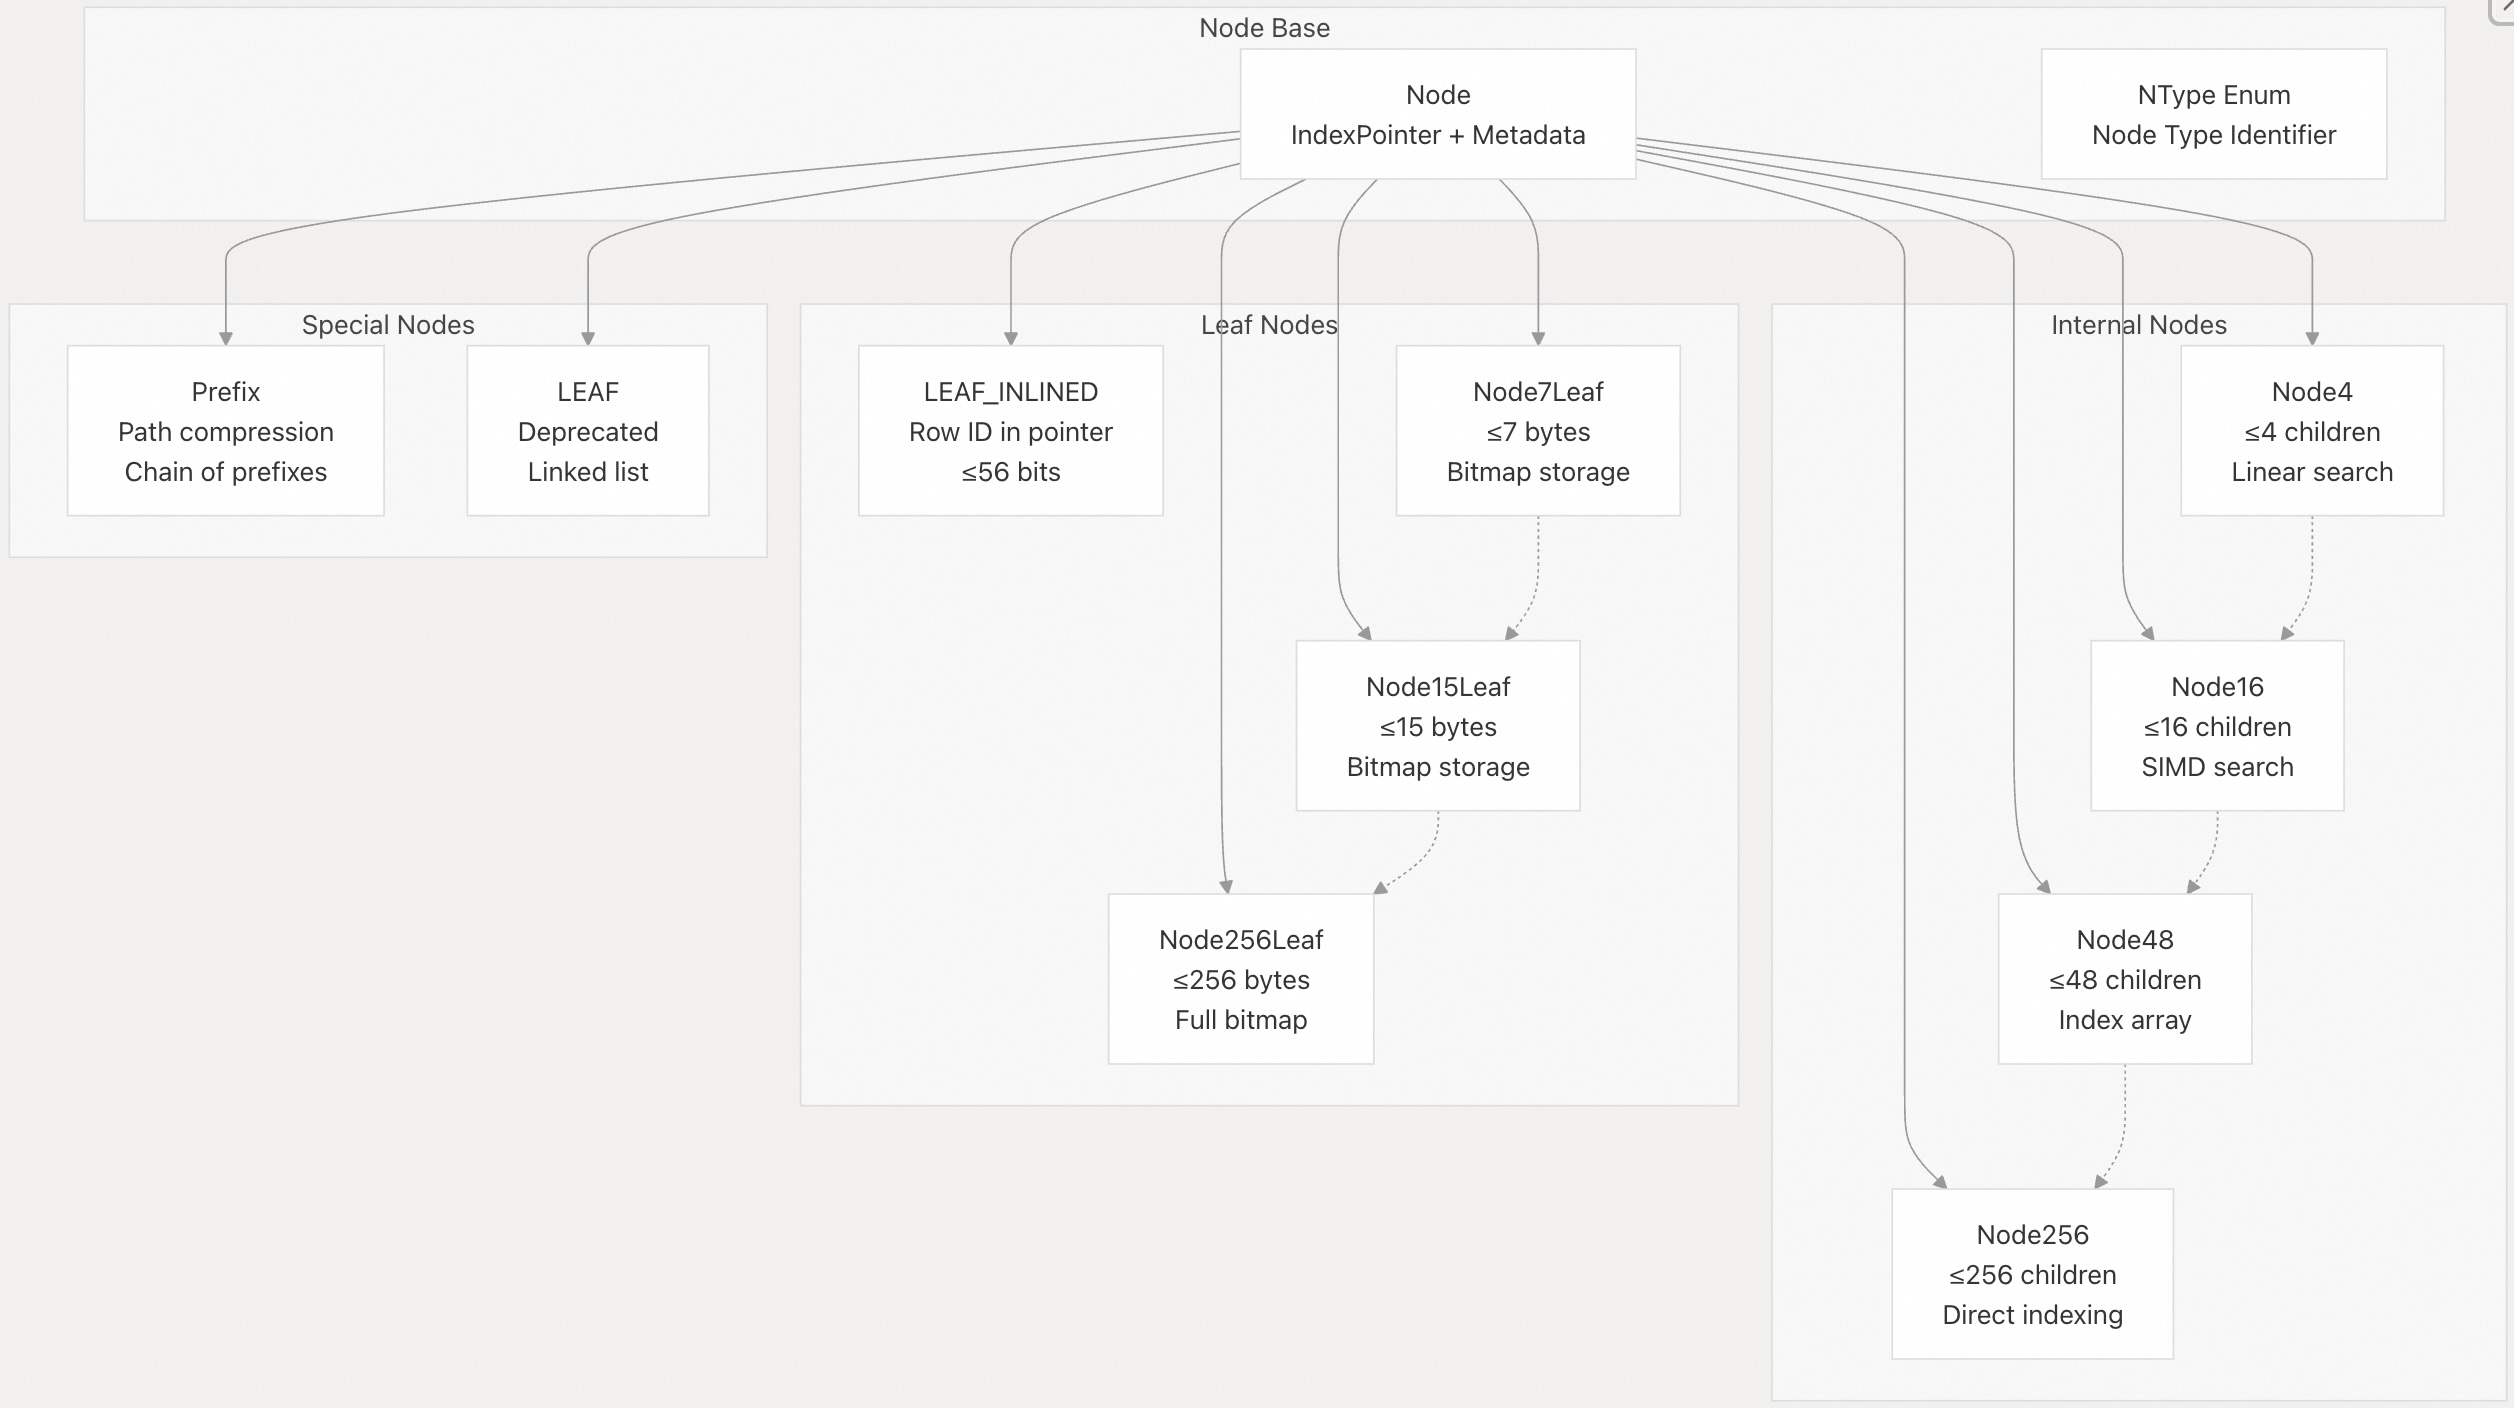 Node Base
Node
IndexPointer + Metadata
NType Enum
Node Type Identifier
Special Nodes
Prefix
Path compression
Chain of prefixes
LEAF
Deprecated
Linked list
Leaf Nodes
LEAF_INLINED
Row ID in pointer
≤56 bits
Node7Leaf
≤7 bytes
Bitmap storage
Node15Leaf
≤15 bytes
Bitmap storage
Node256Leaf
≤256 bytes
Full bitmap
Internal Nodes
Node4
≤4 children
Linear search
Node16
≤16 children
SIMD search
Node48
≤48 children
Index array
Node256
≤256 children
Direct indexing